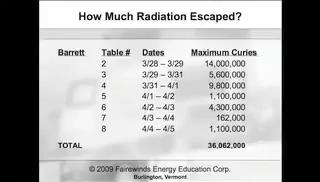 How Much Radiation Escaped?
Barrett Table # Dates Maximum Curies
2 3/28 – 3/29 14,000,000
3 3/29 – 3/31 5,600,000
4 3/31 – 4/1 9,800,000
5 4/1 – 4/2 1,100,000
6 4/2 – 4/3 4,300,000
7 4/3 – 4/4 162,000
8 4/4 – 4/5 1,100,000
TOTAL 36,062,000
© 2009 Fairewinds Energy Education Corp.
Burlington, Vermont